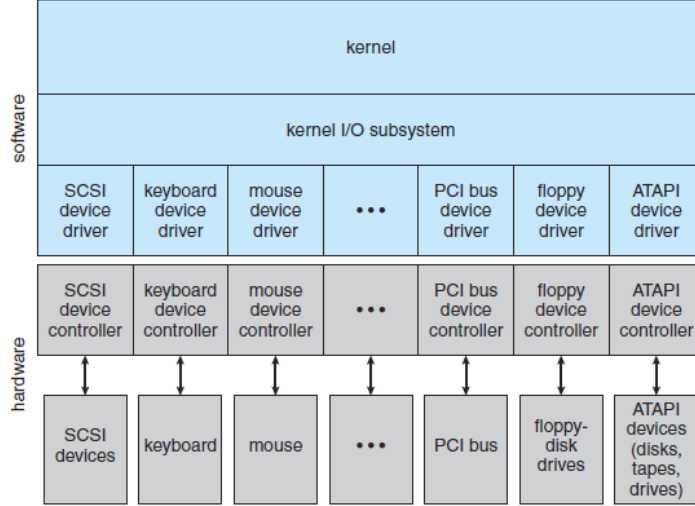 software
kernel
kernel I/O subsystem
SCSI
device
driver
keyboard
device
driver
mouse
device
driver
•••
PCI bus
device
driver
floppy
device
driver
ATAPI
device
driver
hardware
SCSI
device
controller
keyboard
device
controller
mouse
device
controller
•••
PCI bus
device
controller
floppy
device
controller
ATAPI
device
controller
SCSI
devices
keyboard
mouse
•••
PCI bus
floppy-
disk
drives
ATAPI
devices
(disks,
tapes,
drives)